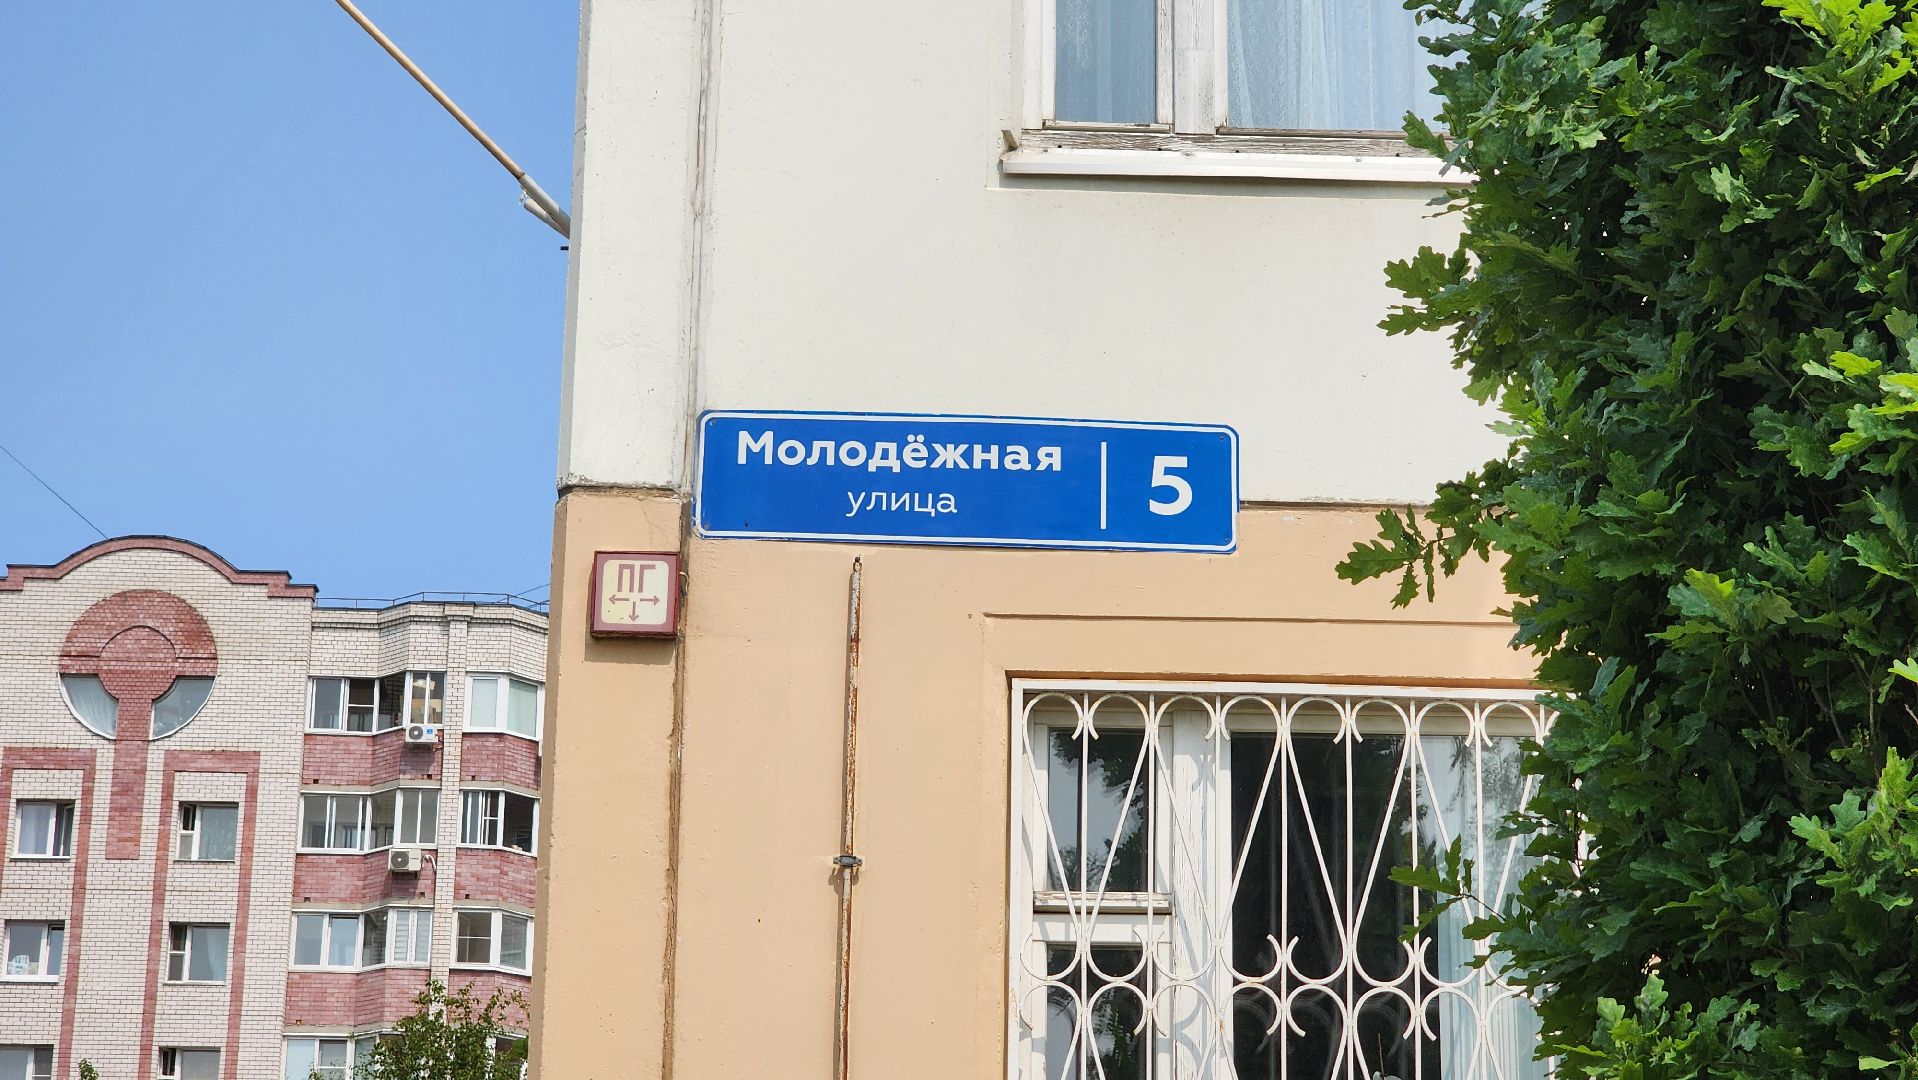 Молодёжная
улица
5
ПГ